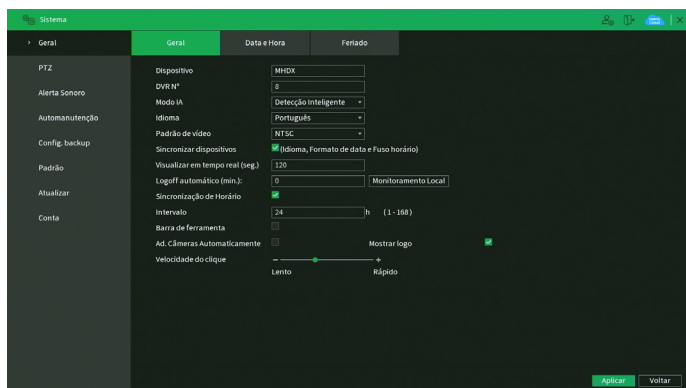 Sistema
> Geral
PTZ
Alerta Sonoro
Automanutenção
Config. backup
Padrão
Atualizar
Conta
Geral Data e Hora Feriado
Dispositivo MHDX
DVR N° 8
Modo IA Detecção Inteligente
Idioma Português
Padrão de vídeo NTSC
Sincronizar dispositivos (Idioma, Formato de data e Fuso horário)
Visualizar em tempo real (seg.) 120
Logoff automático (min.): 0 Monitoramento Local
Sincronização de Horário
Intervalo 24 h (1-168)
Barra de ferramenta
Ad. Câmeras Automaticamente Mostrar logo
Velocidade do clique - +
Lento Rápido
Aplicar Voltar